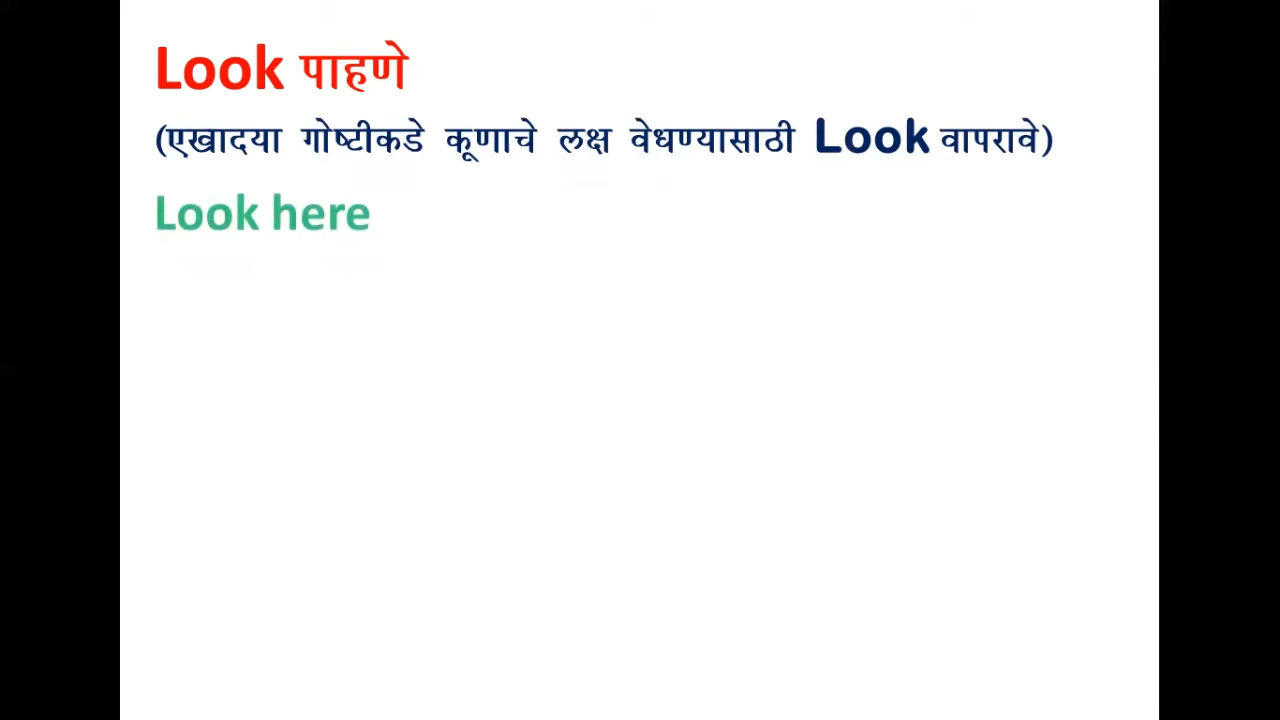 Look पाहणे
(एखादया गोष्टीकडे कूणाचे लक्ष वेधण्यासाठी Look वापरावे)
Look here